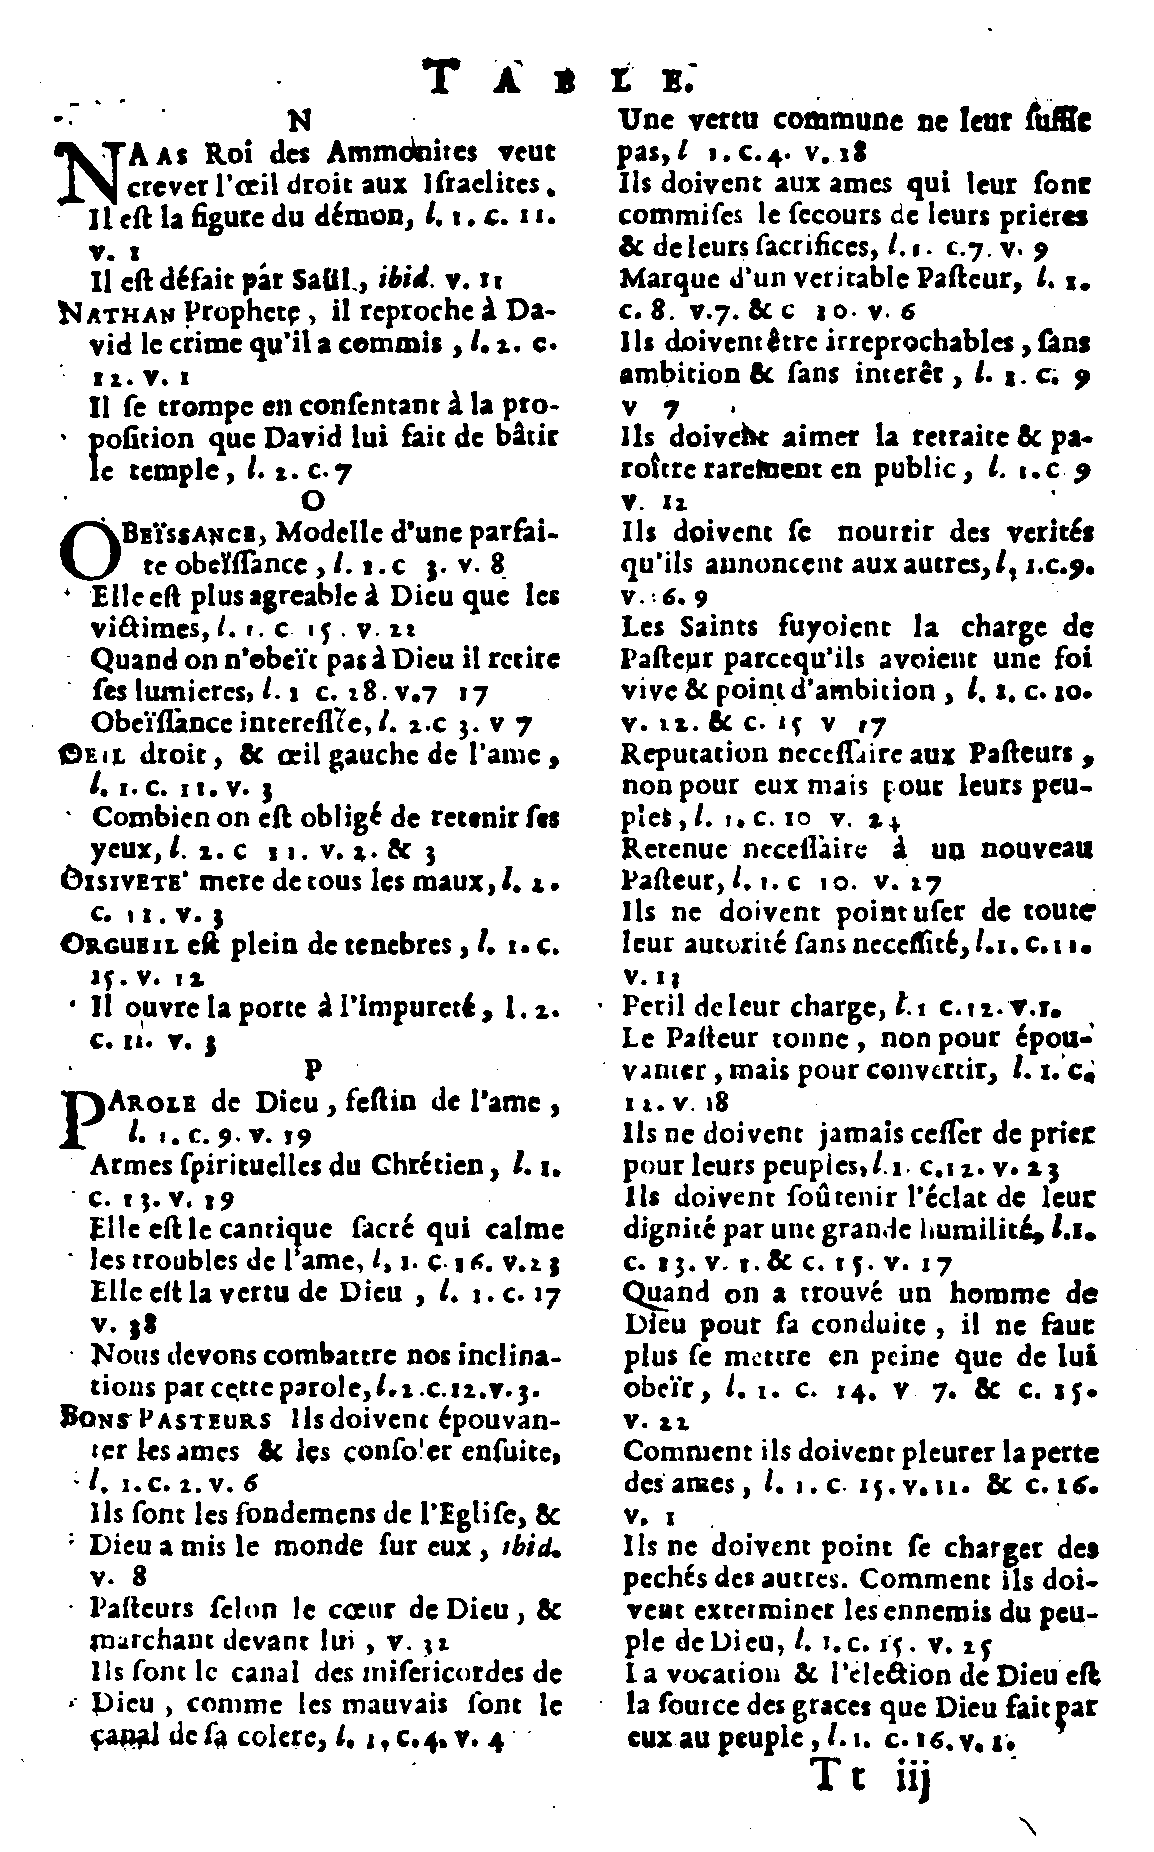 TABLE.
N
NAAS Roi des Ammonites veut
crever l'œil droit aux Iſraelites.
Il eſt la figure du démon, l. 1. c. 11.
v. 1
Il eſt défait par Saül., ibid. v. 11
NATHAN Prophete, il reproche à Da-
vid le crime qu'il a commis, l. 2. c.
12. v. 1
Il ſe trompe en conſentant à la pro-
poſition que David lui fait de bâtir
le temple, l. 2. c. 7
O
OBEÏSSANCE, Modelle d'une parfai-
te obeïſſance, l. 1. c 3. v. 8
Elle eſt plus agreable à Dieu que les
victimes, l. 1. c 15. v. 22
Quand on n'obeït pas à Dieu il retire
ſes lumieres, l. 1 c. 28. v. 7 17
Obeïſſance intereſſée, l. 2. c 3. v 7
OEIL droit, & œil gauche de l'ame,
l. 1. c. 11. v. 3
Combien on eſt obligé de retenir ſes
yeux, l. 2. c 11. v. 2. & 3
OISIVETE' mere de tous les maux, l. 2.
c. 11. v. 3
ORGUEIL eſt plein de tenebres, l. 1. c.
15. v. 12
Il ouvre la porte à l'Impureté, l. 2.
c. 11. v. 3
P
PAROLE de Dieu, feſtin de l'ame,
l. 1. c. 9. v. 19
Armes ſpirituelles du Chrétien, l. 1.
c. 13. v. 19
Elle eſt le cantique ſacré qui calme
les troubles de l'ame, l. 1. c. 16. v. 23
Elle eſt la vertu de Dieu, l. 1. c. 17
v. 38
Nous devons combattre nos inclina-
tions par cette parole, l. 2. c. 12. v. 3.
BONS PASTEURS Ils doivent épouvan-
ter les ames & les conſoler enſuite,
l. 1. c. 2. v. 6
Ils ſont les fondemens de l'Egliſe, &
Dieu a mis le monde ſur eux, ibid.
v. 8
Paſteurs ſelon le cœur de Dieu, &
marchant devant lui, v. 32
Ils ſont le canal des miſericordes de
Dieu, comme les mauvais ſont le
canal de ſa colere, l. 1, c. 4. v. 4
Une vertu commune ne leur ſuffit
pas, l 1. c. 4. v. 18
Ils doivent aux ames qui leur ſont
commiſes le ſecours de leurs prieres
& de leurs ſacrifices, l. 1. c. 7. v. 9
Marque d'un veritable Paſteur, l. 1.
c. 8. v. 7. & c 10. v. 6
Ils doivent être irreprochables, ſans
ambition & ſans interêt, l. 1. c. 9
v 7
Ils doivent aimer la retraite & pa-
roître rarement en public, l. 1. c 9
v. 12
Ils doivent ſe nourrir des verités
qu'ils annoncent aux autres, l, 1. c. 9.
v. 6. 9
Les Saints fuyoient la charge de
Paſteur parcequ'ils avoient une foi
vive & point d'ambition, l. 1. c. 10.
v. 12. & c. 15 v 17
Reputation neceſſaire aux Paſteurs,
non pour eux mais pour leurs peu-
ples, l. 1. c. 10 v. 24
Retenue neceſſaire à un nouveau
Paſteur, l. 1. c 10. v. 27
Ils ne doivent point uſer de toute
leur autorité ſans neceſſité, l. 1. c. 11.
v. 13
Peril de leur charge, l. 1 c. 12. v. 1.
Le Paſteur tonne, non pour épou-
vanter, mais pour convertir, l. 1. c.
12. v. 18
Ils ne doivent jamais ceſſer de prier
pour leurs peuples, l. 1. c. 12. v. 23
Ils doivent ſoûtenir l'éclat de leur
dignité par une grande humilité, l. 1.
c. 13. v. 1. & c. 15. v. 17
Quand on a trouvé un homme de
Dieu pour ſa conduite, il ne faut
plus ſe mettre en peine que de lui
obeïr, l. 1. c. 14. v 7. & c. 15.
v. 22
Comment ils doivent pleurer la perte
des ames, l. 1. c. 15. v. 11. & c. 16.
v. 1
Ils ne doivent point ſe charger des
pechés des autres. Comment ils doi-
vent exterminer les ennemis du peu-
ple de Dieu, l. 1. c. 15. v. 25
La vocation & l'élection de Dieu eſt
la ſource des graces que Dieu fait par
eux au peuple, l. 1. c. 16. v. 1.
Tt iij